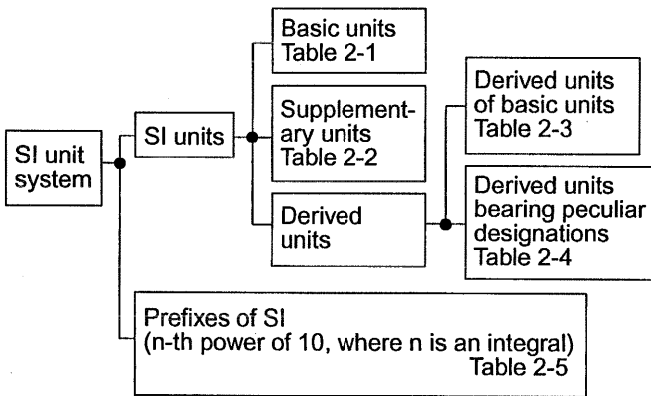 SI unit
system
SI units
Basic units
Table 2-1
Supplement-
ary units
Table 2-2
Derived
units
Derived units
of basic units
Table 2-3
Derived units
bearing peculiar
designations
Table 2-4
Prefixes of SI
(n-th power of 10, where n is an integral)
Table 2-5